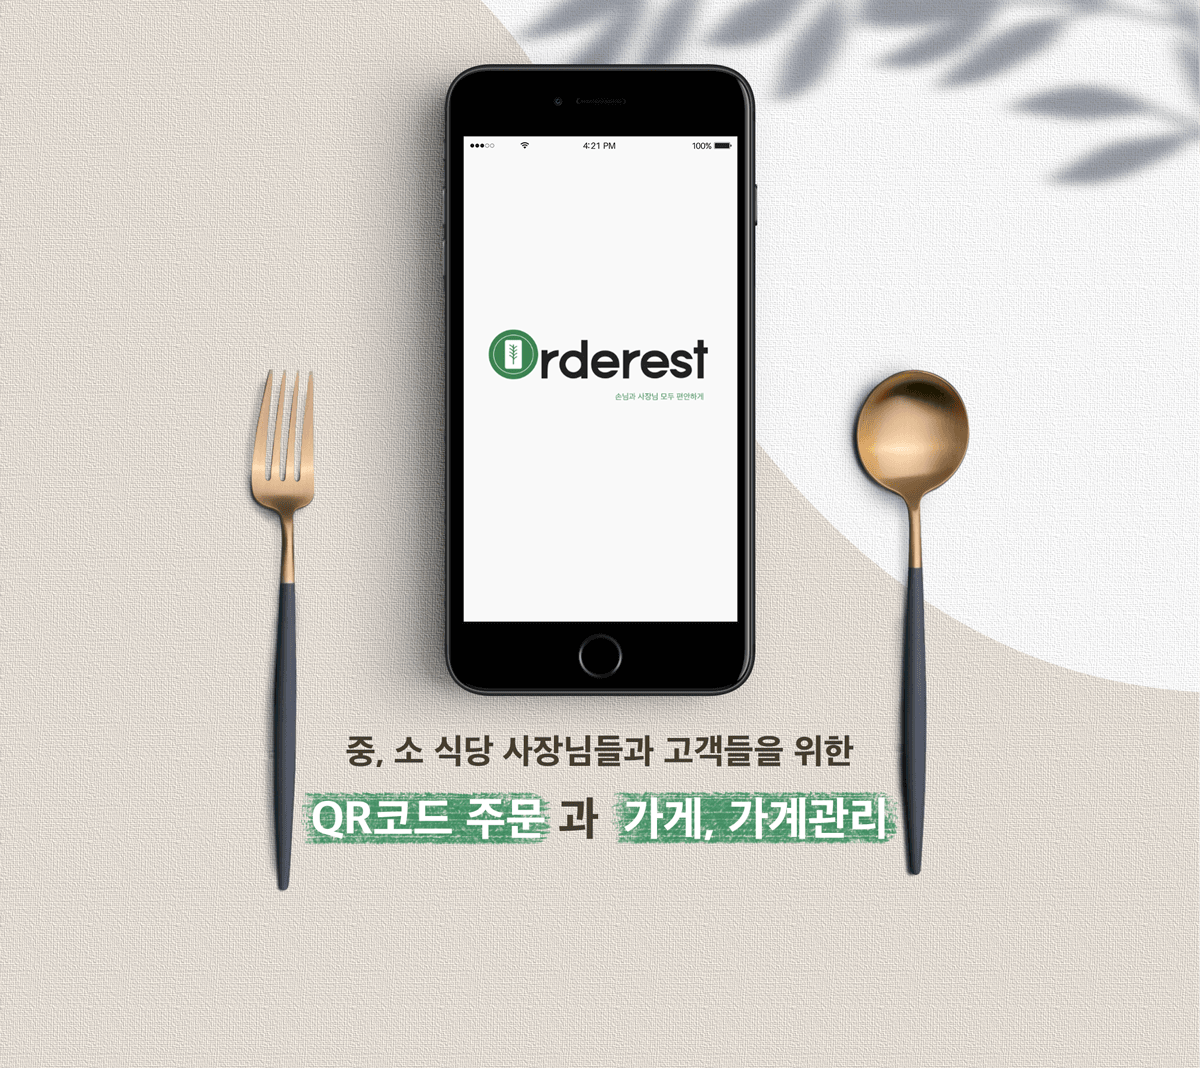 4:21 PM 100%
Orderest
손님과 사장님 모두 편안하게
중, 소 식당 사장님들과 고객들을 위한
QR코드 주문 과 가게, 가계관리